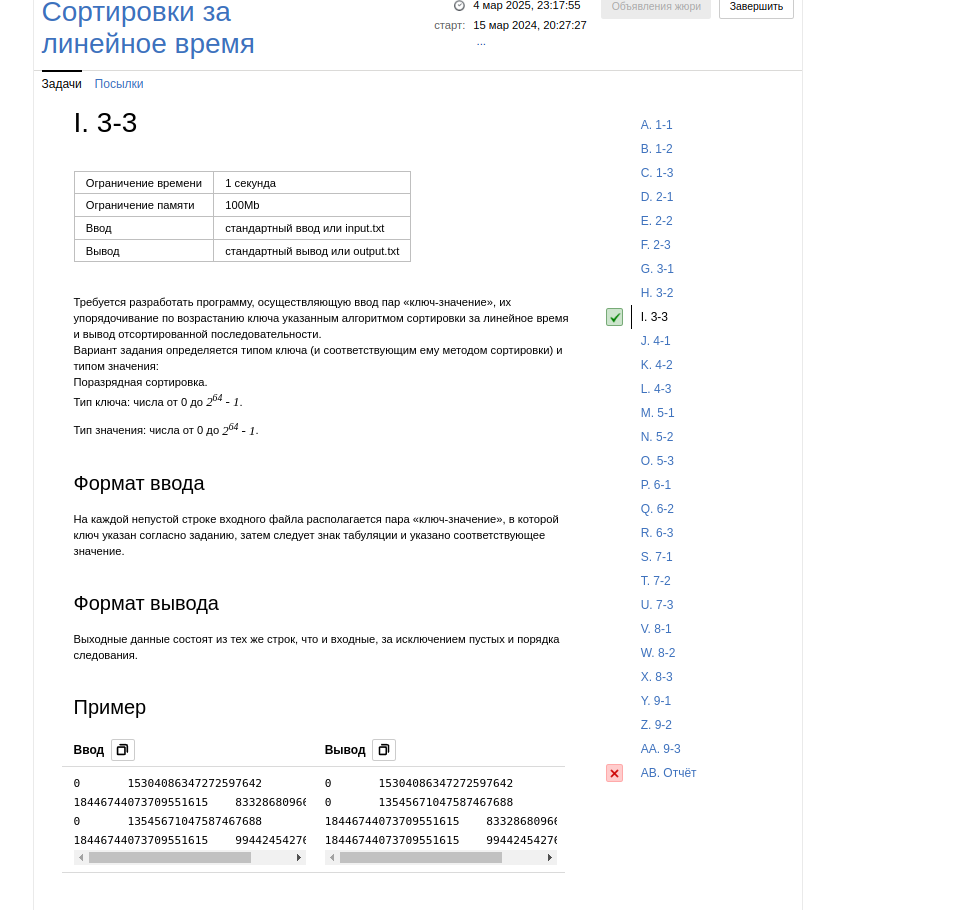 Сортировки за
линейное время
4 мар 2025, 23:17:55
старт: 15 мар 2024, 20:27:27
...
Объявления жюри
Завершить
Задачи Посылки
I. 3-3
Ограничение времени 1 секунда
Ограничение памяти 100Mb
Ввод стандартный ввод или input.txt
Вывод стандартный вывод или output.txt
Требуется разработать программу, осуществляющую ввод пар «ключ-значение», их
упорядочивание по возрастанию ключа указанным алгоритмом сортировки за линейное время
и вывод отсортированной последовательности.
Вариант задания определяется типом ключа (и соответствующим ему методом сортировки) и
типом значения:
Поразрядная сортировка.
Тип ключа: числа от 0 до 2^64 - 1.
Тип значения: числа от 0 до 2^64 - 1.
Формат ввода
На каждой непустой строке входного файла располагается пара «ключ-значение», в которой
ключ указан согласно заданию, затем следует знак табуляции и указано соответствующее
значение.
Формат вывода
Выходные данные состоят из тех же строк, что и входные, за исключением пустых и порядка
следования.
Пример
Ввод
0 15304086347272597642
18446744073709551615 83328680966
0 13545671047587467688
18446744073709551615 99442454276
Вывод
0 15304086347272597642
0 13545671047587467688
18446744073709551615 83328680966
18446744073709551615 99442454276
A. 1-1
B. 1-2
C. 1-3
D. 2-1
E. 2-2
F. 2-3
G. 3-1
H. 3-2
I. 3-3
J. 4-1
K. 4-2
L. 4-3
M. 5-1
N. 5-2
O. 5-3
P. 6-1
Q. 6-2
R. 6-3
S. 7-1
T. 7-2
U. 7-3
V. 8-1
W. 8-2
X. 8-3
Y. 9-1
Z. 9-2
AA. 9-3
AB. Отчёт